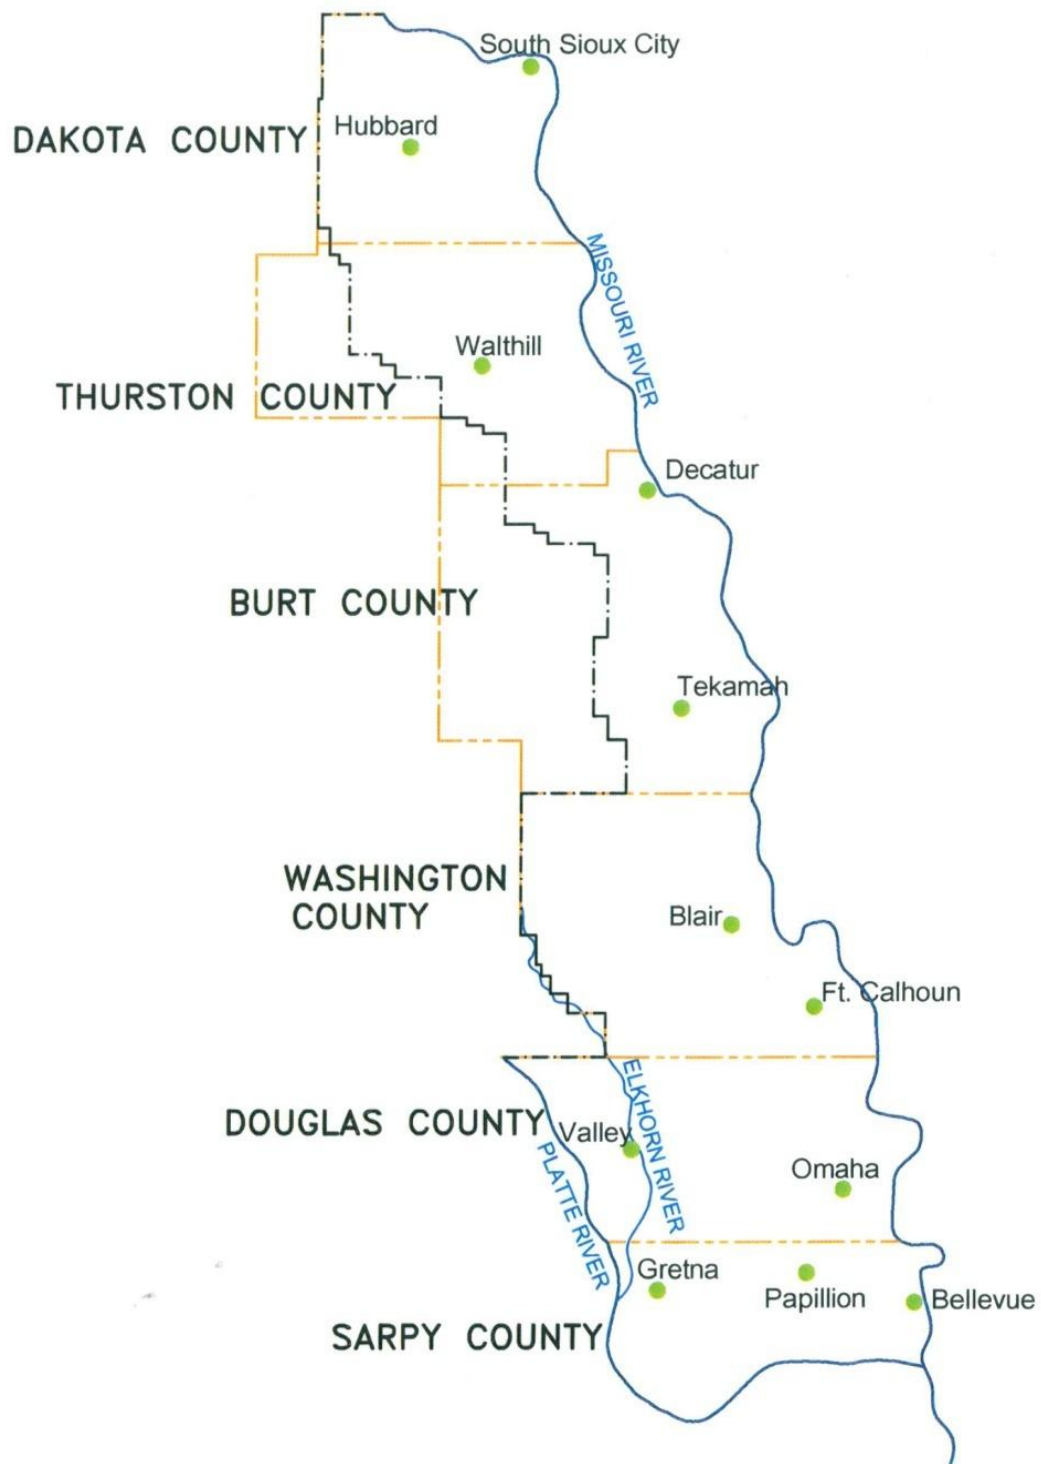 South Sioux City
Hubbard
DAKOTA COUNTY
MISSOURI RIVER
Walthill
THURSTON COUNTY
Decatur
BURT COUNTY
Tekamah
WASHINGTON
COUNTY
Blair
Ft. Calhoun
ELKHORN RIVER
DOUGLAS COUNTY
Valley
PLATTE RIVER
Omaha
Gretna
Papillion
Bellevue
SARPY COUNTY